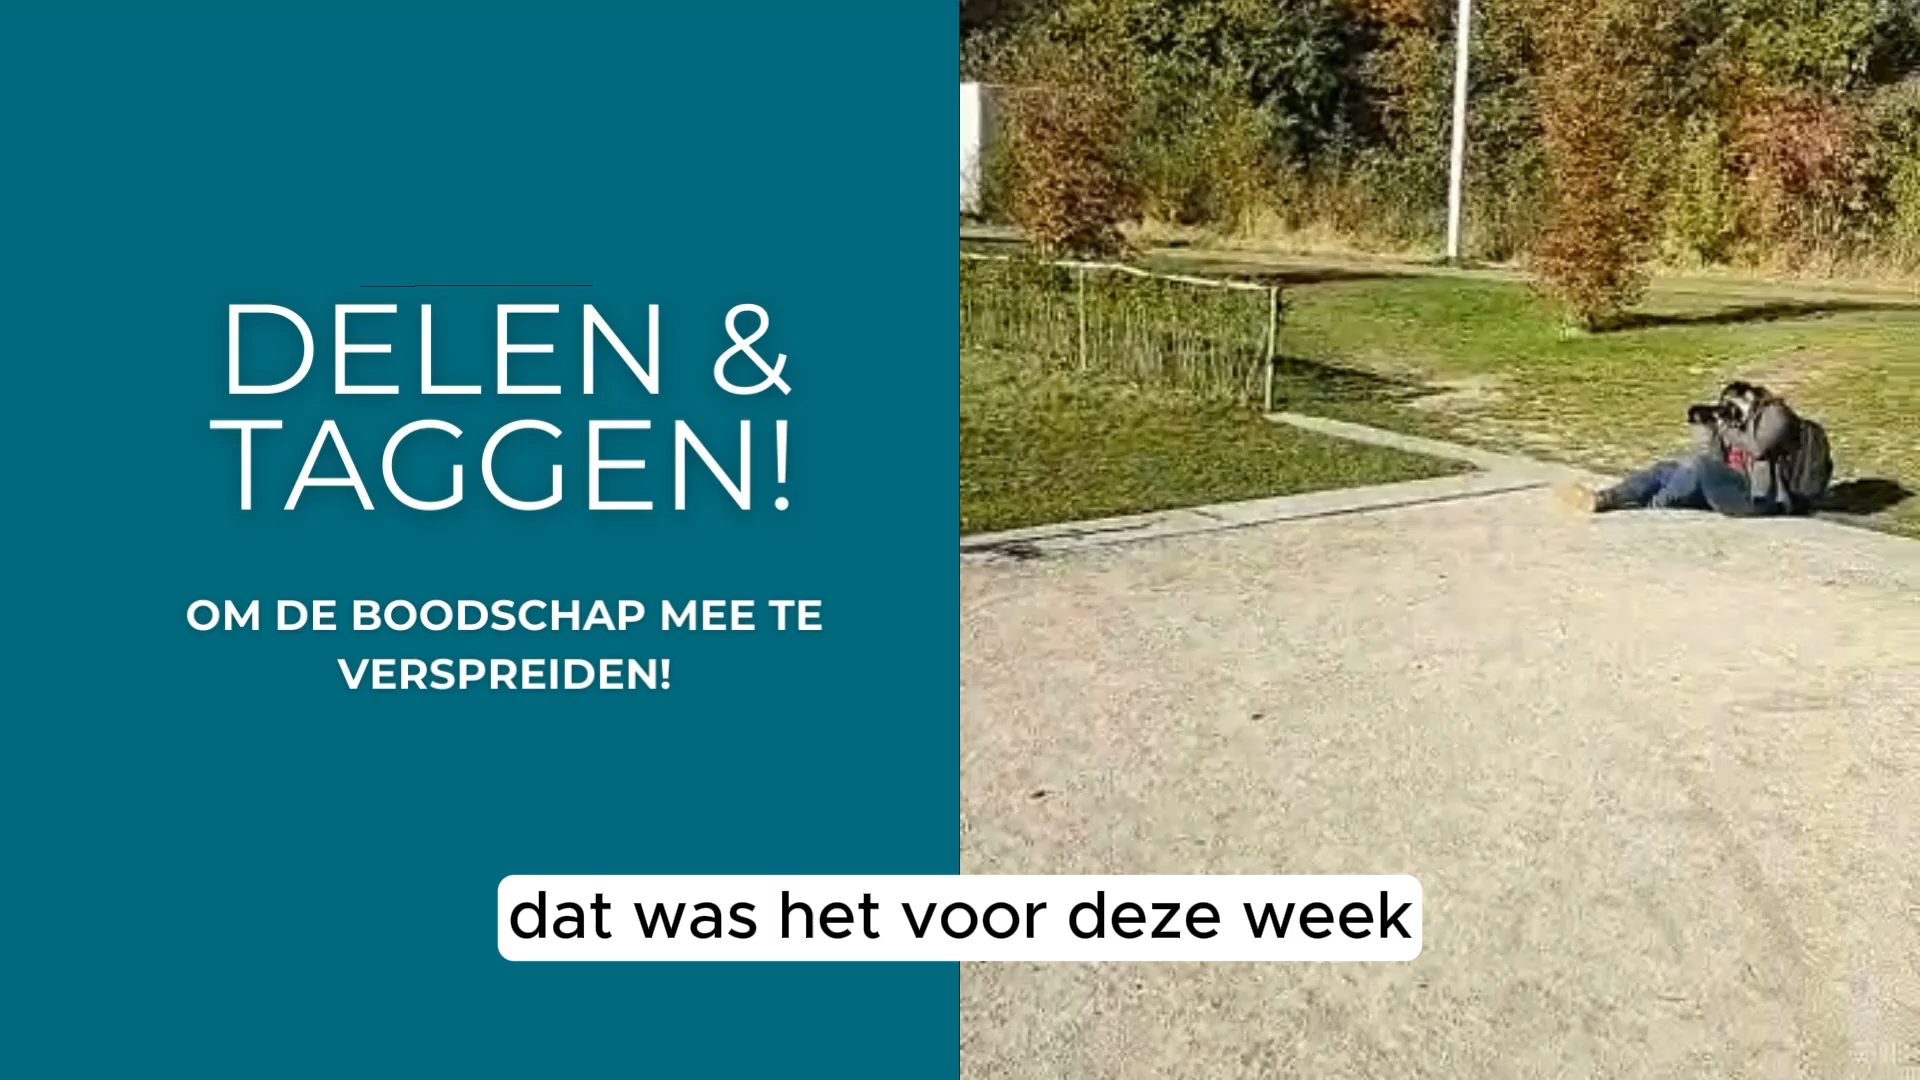 DELEN &
TAGGEN!
OM DE BOODSCHAP MEE TE
VERSPREIDEN!
dat was het voor deze week